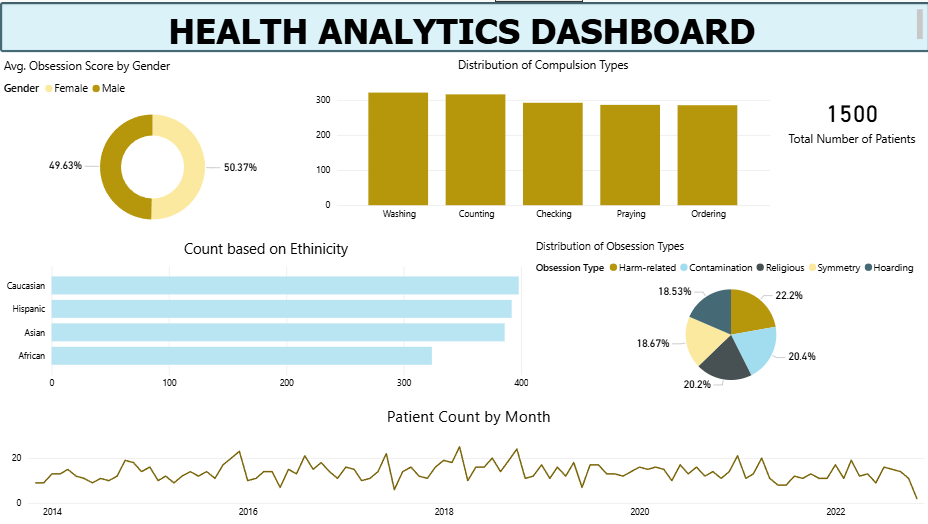 HEALTH ANALYTICS DASHBOARD
Avg. Obsession Score by Gender
Gender Female Male
49.63%
50.37%
Distribution of Compulsion Types
300
200
100
0
Washing Counting Checking Praying Ordering
1500
Total Number of Patients
Count based on Ethinicity
Caucasian
Hispanic
Asian
African
0 100 200 300 400
Distribution of Obsession Types
Obsession Type Harm-related Contamination Religious Symmetry Hoarding
18.53%
22.2%
18.67%
20.4%
20.2%
Patient Count by Month
20
0
2014 2016 2018 2020 2022